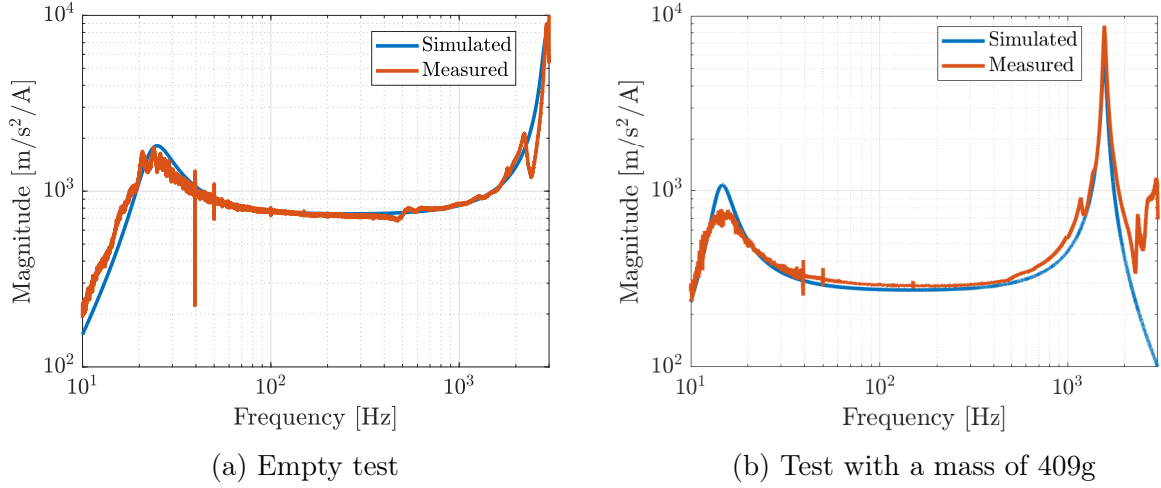 10^4
10^3
10^2
Magnitude [m/s^2/A]
Simulated
Measured
10^1 10^2 10^3
Frequency [Hz]
(a) Empty test
10^4
10^3
10^2
Magnitude [m/s^2/A]
Simulated
Measured
10^1 10^2 10^3
Frequency [Hz]
(b) Test with a mass of 409g